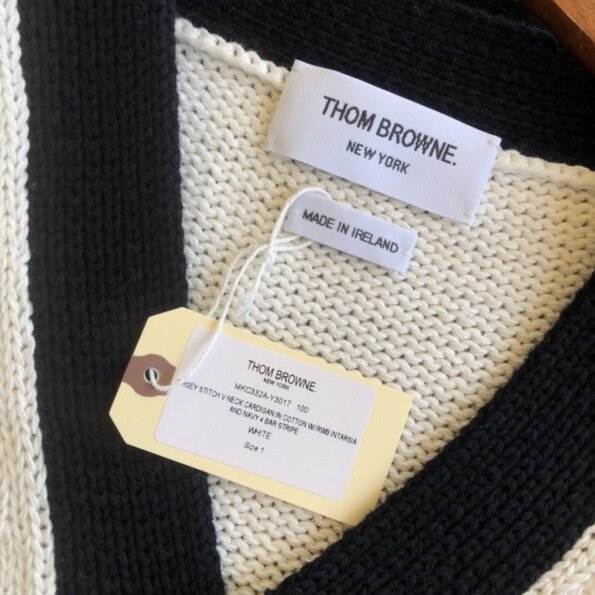 THOM BROWNE.
NEW YORK
MADE IN IRELAND
THOM BROWNE.
NEW YORK
MKC332A-Y3017 100
STITCH V NECK CARDIGAN IN COTTON W/ RWB INTARSIA
AND NAVY 4 BAR STRIPE
WHITE
Size 1